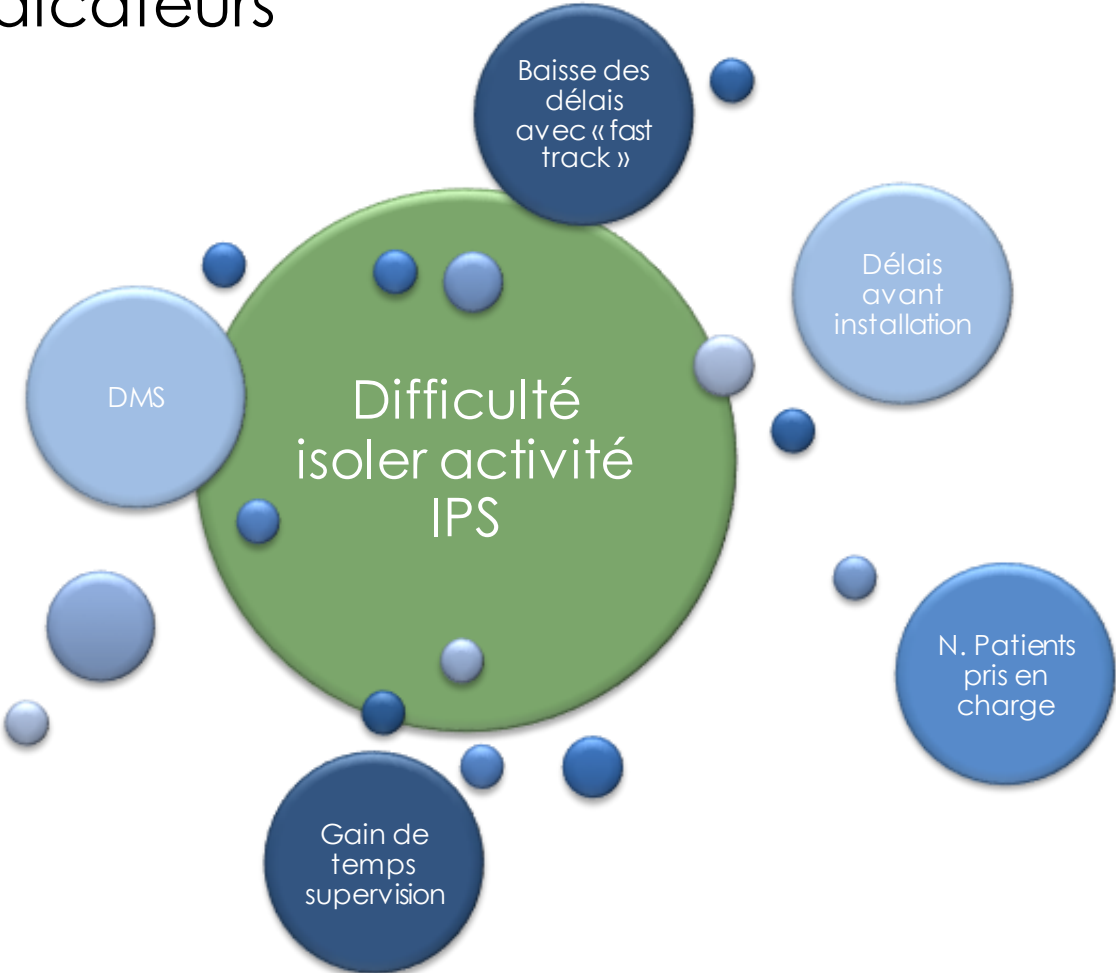 dicateurs
Baisse des
délais
avec « fast
track »
Délais
avant
installation
DMS
Difficulté
isoler activité
IPS
N. Patients
pris en
charge
Gain de
temps
supervision